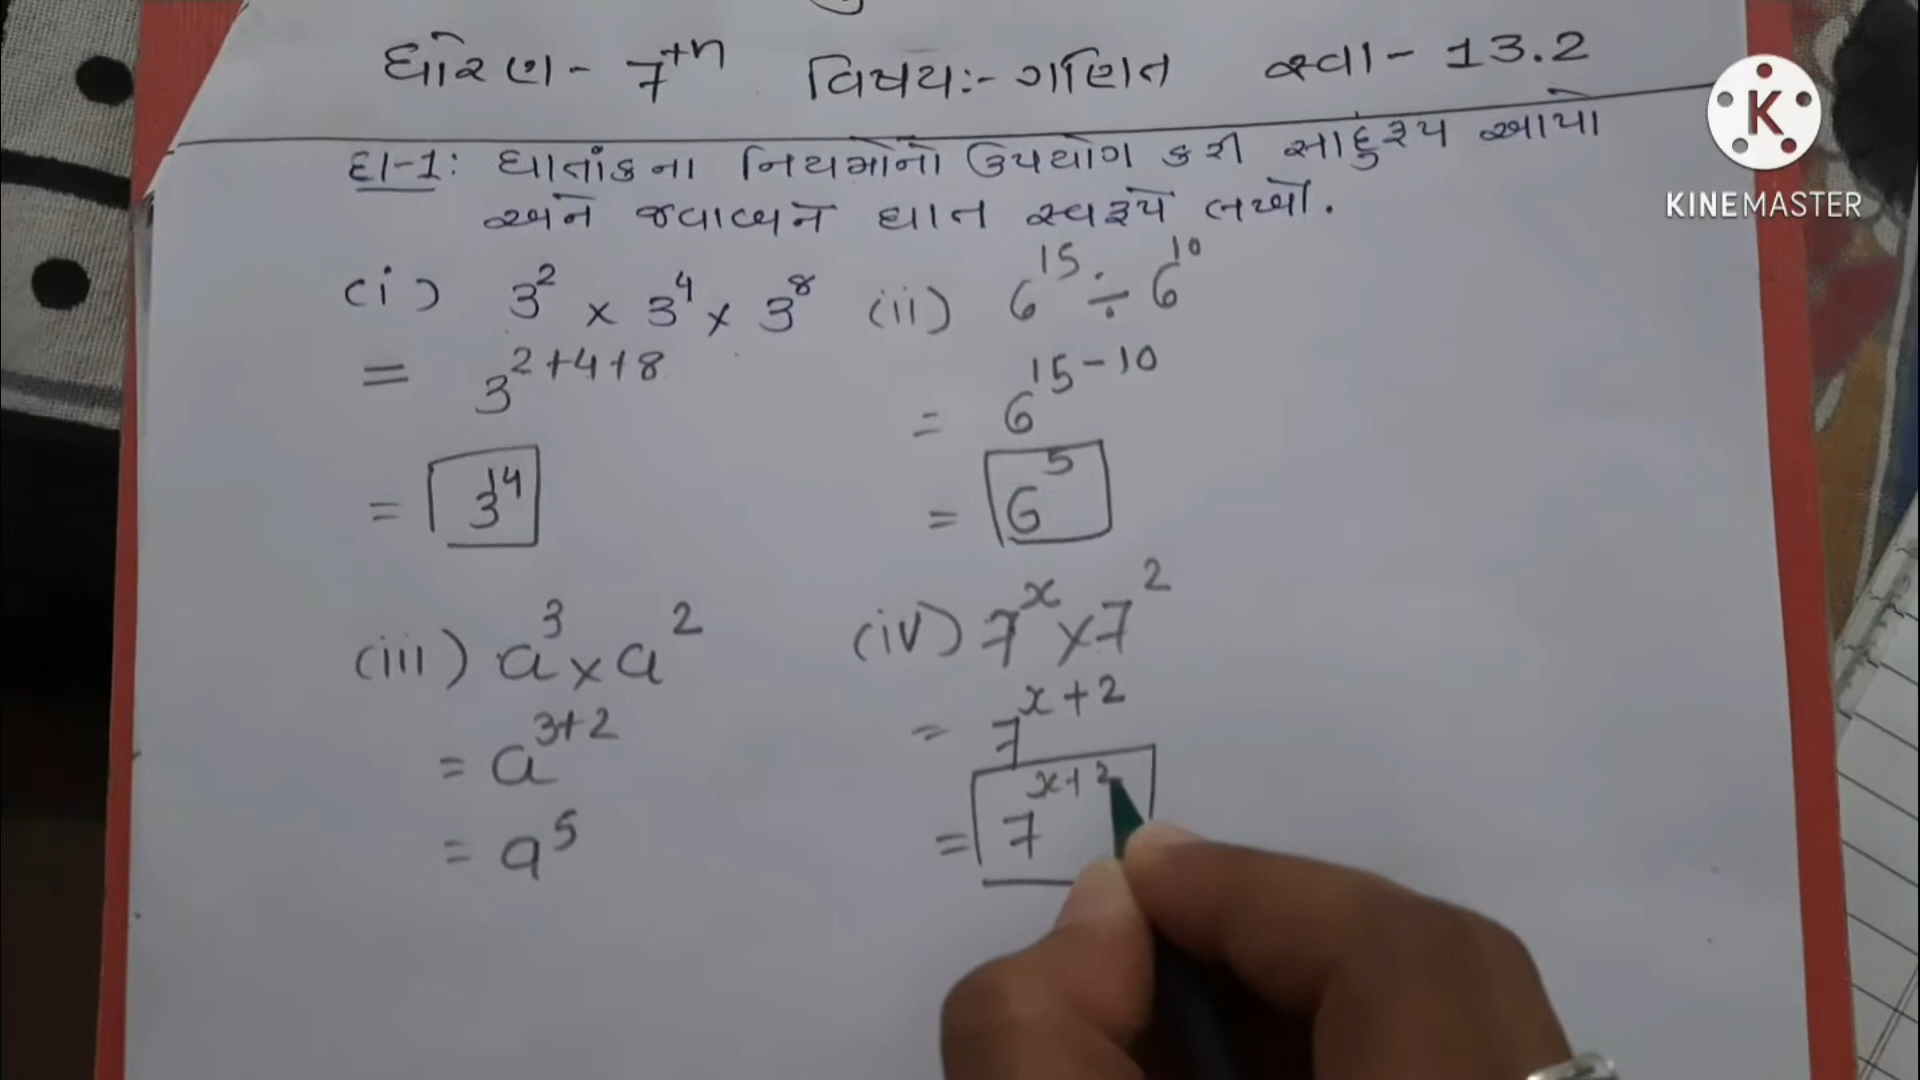 ધોરણ - 7th વિષયઃ- ગણિત સ્વા - 13.2
દા-1: ઘાતાંકના નિયમોનો ઉપયોગ કરી સાદુંરૂપ આપો
અને જવાબને ઘાત સ્વરૂપે લખો.
(i) 3² × 3⁴ × 3⁸ (ii) 6¹⁵ ÷ 6¹⁰
= 3²⁺⁴⁺⁸ = 6¹⁵⁻¹⁰
= 3¹⁴ = 6⁵
(iii) a³ × a² (iv) 7ˣ × 7²
= a³⁺² = 7ˣ⁺²
= a⁵ = 7ˣ⁺²
K
KINEMASTER